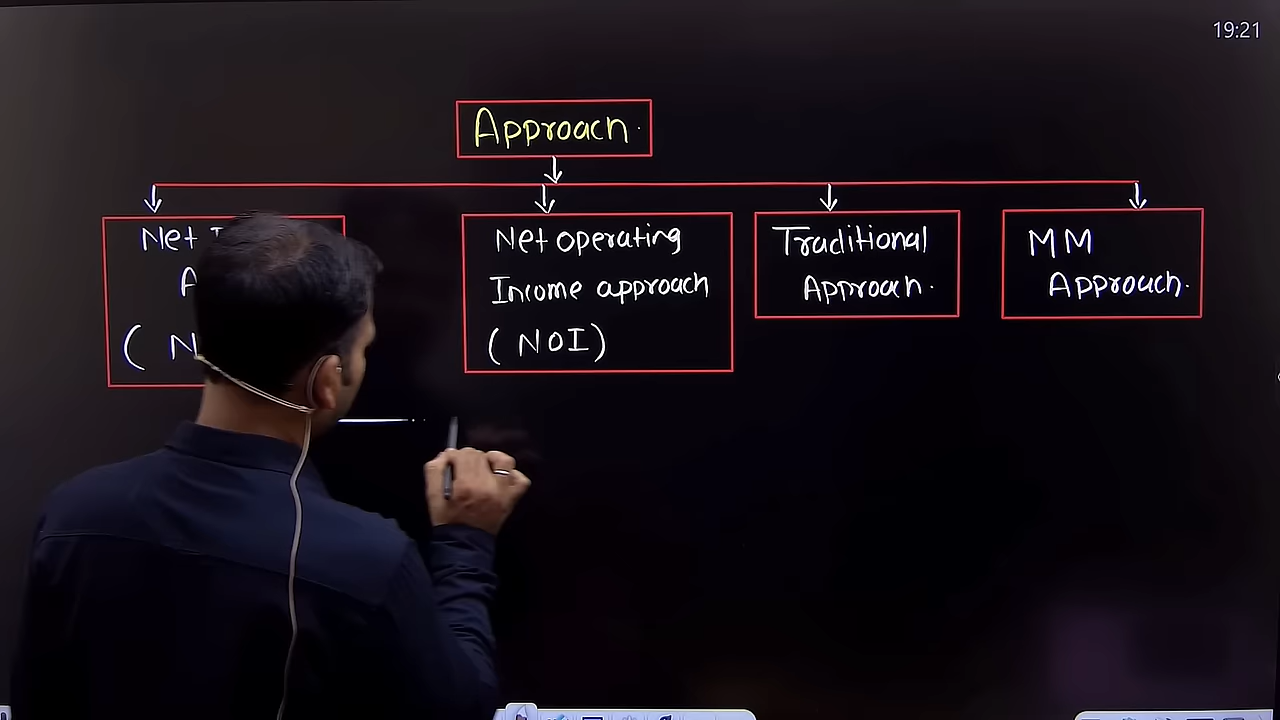 19:21
Approach.
Net
(
Net operating
Income approach
(NOI)
Traditional
Approach.
MM
Approach.